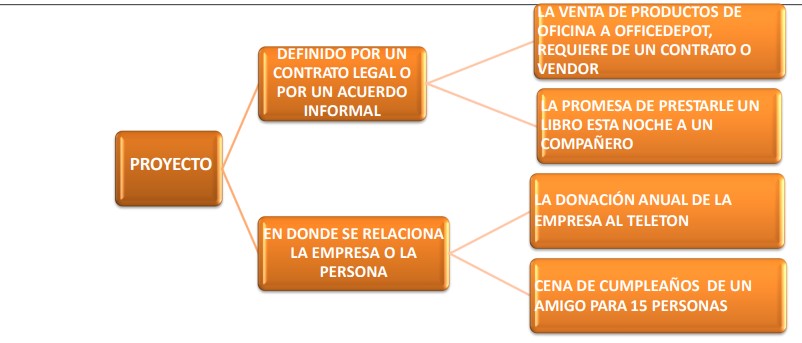 PROYECTO
DEFINIDO POR UN
CONTRATO LEGAL O
POR UN ACUERDO
INFORMAL
LA VENTA DE PRODUCTOS DE
OFICINA A OFFICEDEPOT,
REQUIERE DE UN CONTRATO O
VENDOR
LA PROMESA DE PRESTARLE UN
LIBRO ESTA NOCHE A UN
COMPAÑERO
EN DONDE SE RELACIONA
LA EMPRESA O LA
PERSONA
LA DONACIÓN ANUAL DE LA
EMPRESA AL TELETON
CENA DE CUMPLEAÑOS DE UN
AMIGO PARA 15 PERSONAS